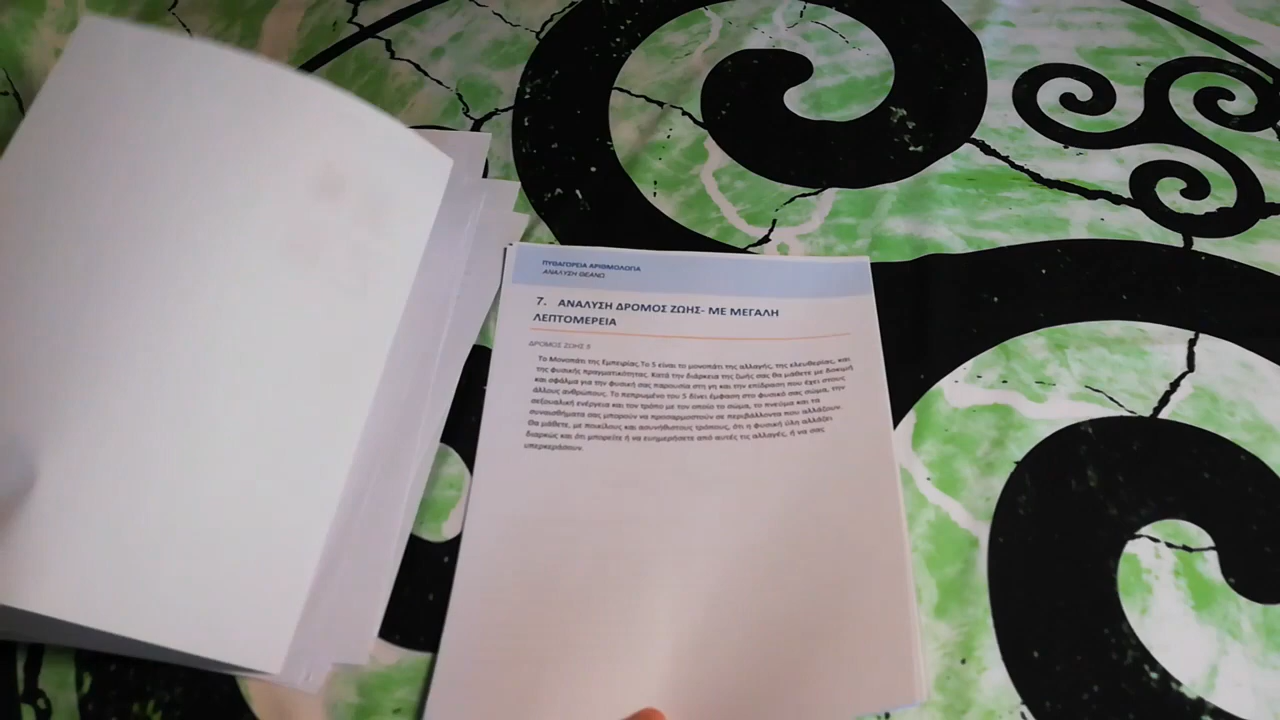 ΠΥΘΑΓΟΡΕΙΑ ΑΡΙΘΜΟΛΟΓΙΑ
ΑΝΑΛΥΣΗ ΘΕΑΝΩ
7. ΑΝΑΛΥΣΗ ΔΡΟΜΟΣ ΖΩΗΣ- ΜΕ ΜΕΓΑΛΗ
ΛΕΠΤΟΜΕΡΕΙΑ
ΔΡΟΜΟΣ ΖΩΗΣ
Το Μονοπάτι της Εμπειρίας.Το 5 είναι το μονοπάτι της αλλαγής, της ελευθερίας, και
της φυσικής πραγματικότητας. Κατά την διάρκεια της ζωής σας θα μάθετε με δοκιμή
και σφάλμα για την φυσική σας παρουσία στη γη και την επίδραση που έχει στους
άλλους ανθρώπους. Το πεπρωμένο του 5 δίνει έμφαση στο φυσικό σας σώμα, την
σεξουαλική ενέργεια και τον τρόπο με τον οποίο το σώμα, το πνεύμα και τα
συναισθήματα σας μπορούν να προσαρμοστούν σε περιβάλλοντα που αλλάζουν.
Θα μάθετε, με ποικίλους και ασυνήθιστους τρόπους, ότι η φυσική ύλη αλλάζει
διαρκώς και ότι μπορείτε ή να ευημερήσετε από αυτές τις αλλαγές, ή να σας
υπερκεράσουν.